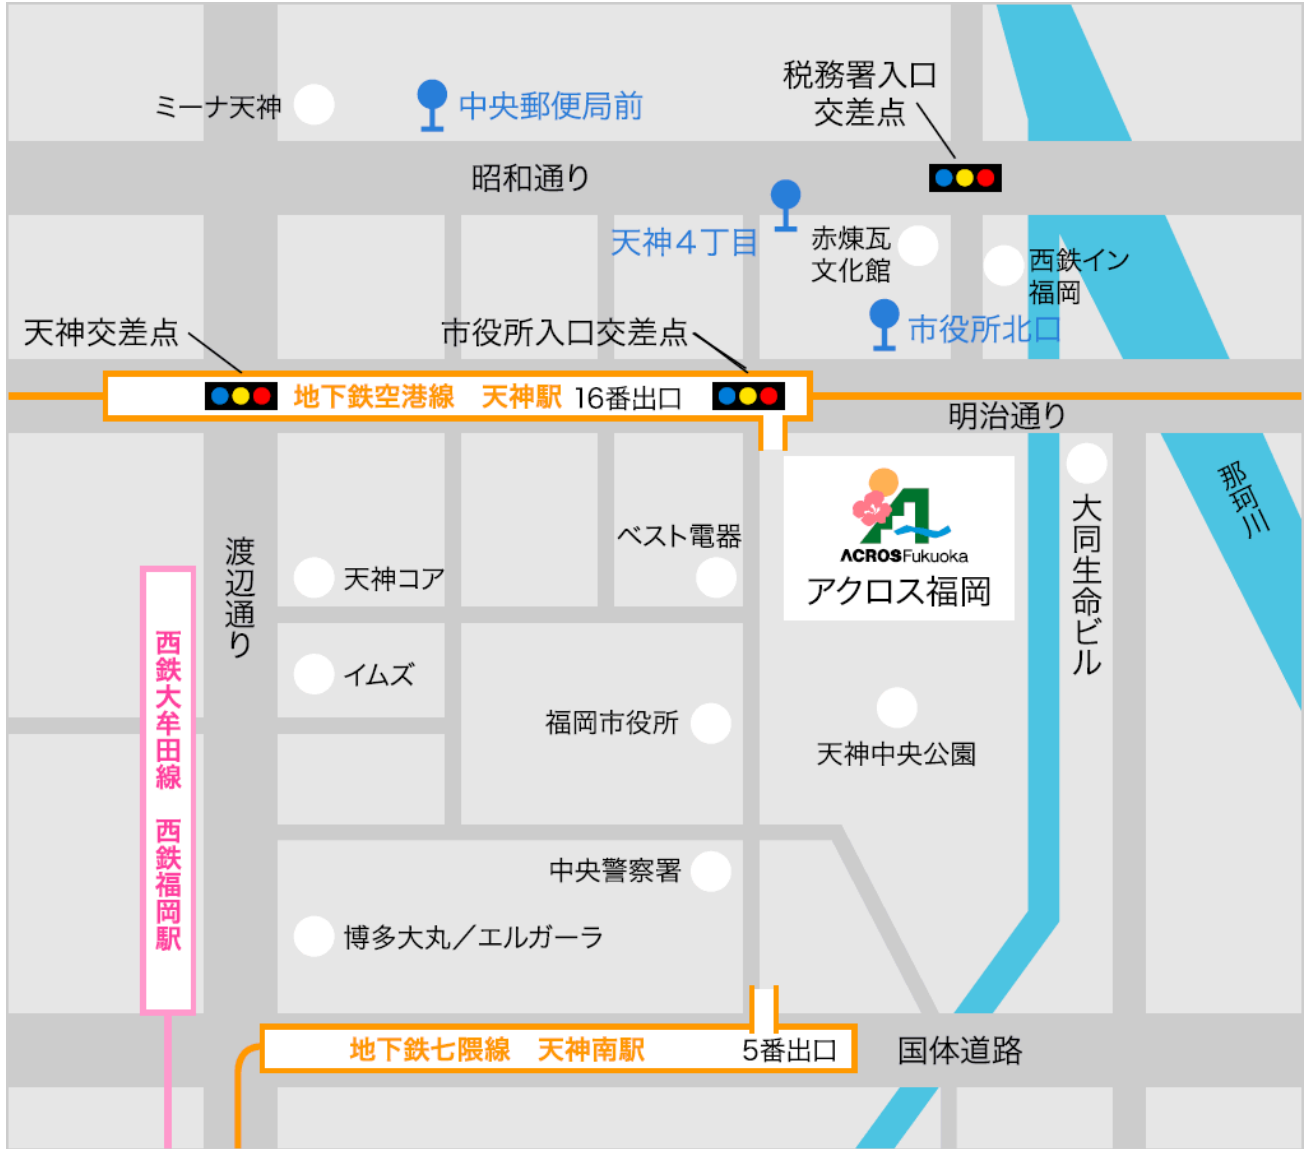 ミーナ天神
中央郵便局前
税務署入口
交差点
昭和通り
天神4丁目
赤煉瓦
文化館
西鉄イン
福岡
天神交差点
市役所入口交差点
市役所北口
地下鉄空港線 天神駅 16番出口
明治通り
那珂川
ACROS Fukuoka
アクロス福岡
大同生命ビル
渡辺通り
ベスト電器
天神コア
西鉄大牟田線 西鉄福岡駅
イムズ
福岡市役所
天神中央公園
中央警察署
博多大丸／エルガーラ
地下鉄七隈線 天神南駅 5番出口
国体道路